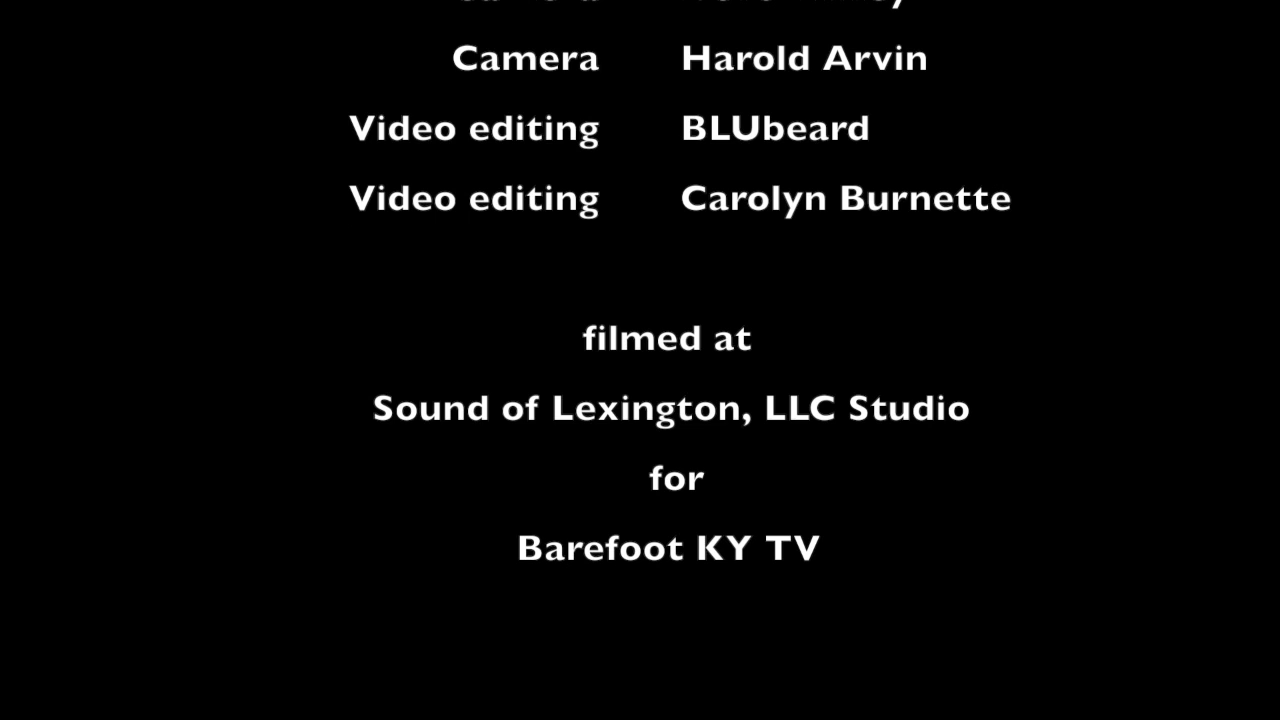 Camera Harold Arvin
Video editing BLUbeard
Video editing Carolyn Burnette
filmed at
Sound of Lexington, LLC Studio
for
Barefoot KY TV